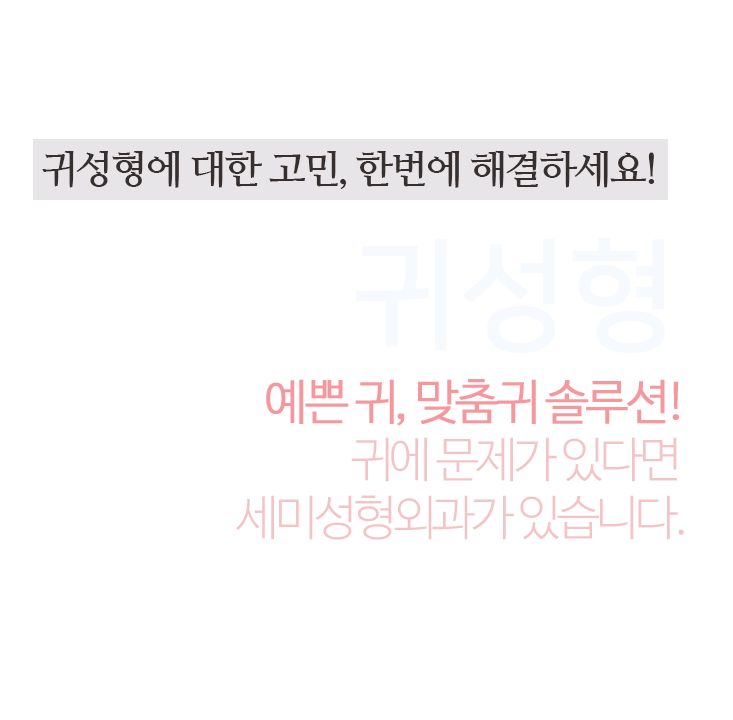 귀성형에 대한 고민, 한번에 해결하세요!
귀성형
예쁜 귀, 맞춤귀 솔루션!
귀에 문제가 있다면
세미성형외과가 있습니다.